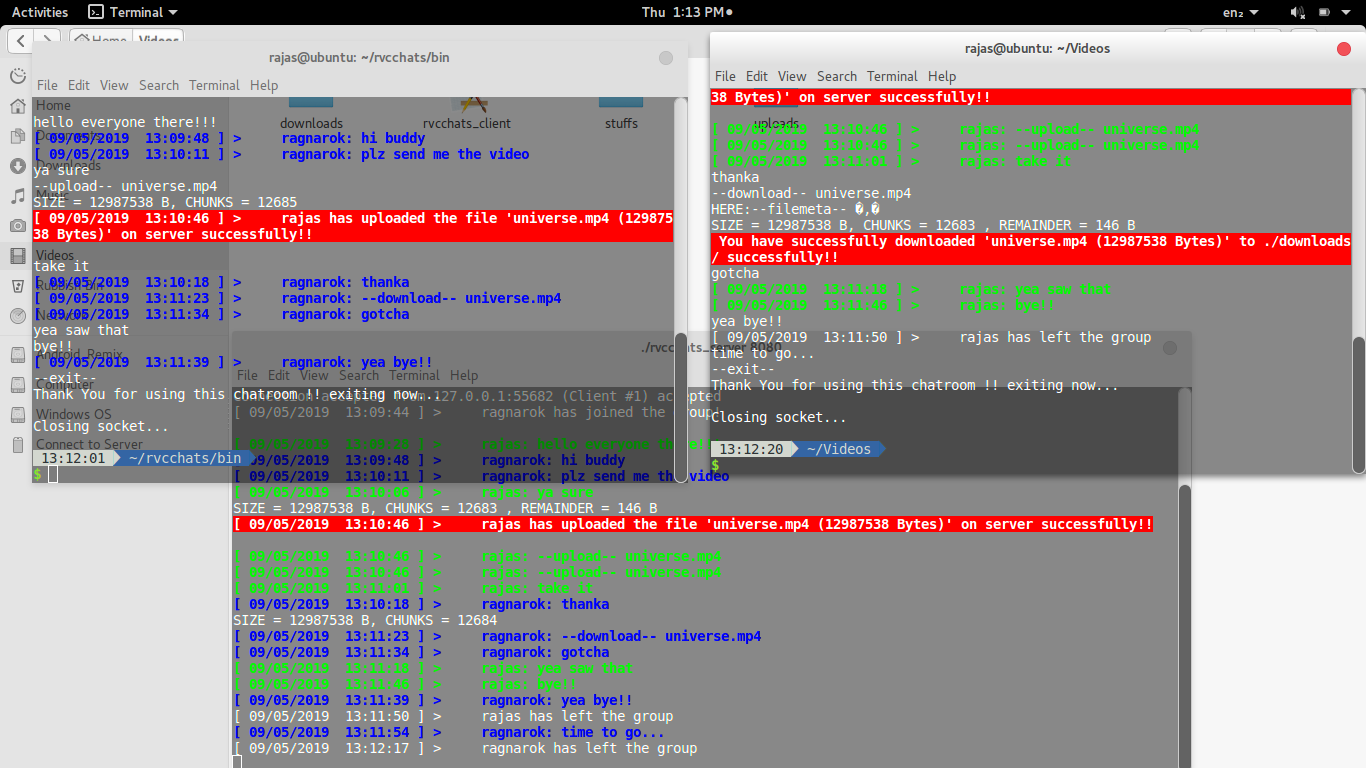 Activities Terminal Thu 1:13 PM● en₂
Home Videos
rajas@ubuntu: ~/rvcchats/bin
File Edit View Search Terminal Help
Home
Downloads
Music
Videos
Rubbish Bin
Network
Android_Remix
Computer
Windows OS
Connect to Server
downloads rvcchats_client stuffs uploads
hello everyone there!!!
[ 09/05/2019 13:09:48 ] > ragnarok: hi buddy
[ 09/05/2019 13:10:11 ] > ragnarok: plz send me the video
ya sure
--upload-- universe.mp4
SIZE = 12987538 B, CHUNKS = 12685
[ 09/05/2019 13:10:46 ] > rajas has uploaded the file 'universe.mp4 (129875
38 Bytes)' on server successfully!!
take it
[ 09/05/2019 13:10:18 ] > ragnarok: thanka
[ 09/05/2019 13:11:23 ] > ragnarok: --download-- universe.mp4
[ 09/05/2019 13:11:34 ] > ragnarok: gotcha
yea saw that
bye!!
[ 09/05/2019 13:11:39 ] > ragnarok: yea bye!!
--exit--
Thank You for using this chatroom !! exiting now...
Closing socket...
13:12:01 ~/rvcchats/bin
$
rajas@ubuntu: ~/Videos
File Edit View Search Terminal Help
38 Bytes)' on server successfully!!
[ 09/05/2019 13:10:46 ] > rajas: --upload-- universe.mp4
[ 09/05/2019 13:10:46 ] > rajas: --upload-- universe.mp4
[ 09/05/2019 13:11:01 ] > rajas: take it
thanka
--download-- universe.mp4
HERE:--filemeta-- �,�
SIZE = 12987538 B, CHUNKS = 12683 , REMAINDER = 146 B
You have successfully downloaded 'universe.mp4 (12987538 Bytes)' to ./downloads
/ successfully!!
gotcha
[ 09/05/2019 13:11:18 ] > rajas: yea saw that
[ 09/05/2019 13:11:46 ] > rajas: bye!!
yea bye!!
[ 09/05/2019 13:11:50 ] > rajas has left the group
time to go...
--exit--
Thank You for using this chatroom !! exiting now...
Closing socket...
13:12:20 ~/Videos
$
./rvcchats_server 8080
File Edit View Search Terminal Help
127.0.0.1:55682 (Client #1) accepted
[ 09/05/2019 13:09:44 ] > ragnarok has joined the group
rajas: hello everyone
[ 09/05/2019 13:09:48 ] > ragnarok: hi buddy
[ 09/05/2019 13:10:11 ] > ragnarok: plz send me the video
[ 09/05/2019 13:10:06 ] > rajas: ya sure
SIZE = 12987538 B, CHUNKS = 12683 , REMAINDER = 146 B
[ 09/05/2019 13:10:46 ] > rajas has uploaded the file 'universe.mp4 (12987538 Bytes)' on server successfully!!
[ 09/05/2019 13:10:46 ] > rajas: --upload-- universe.mp4
[ 09/05/2019 13:10:46 ] > rajas: --upload-- universe.mp4
[ 09/05/2019 13:11:01 ] > rajas: take it
[ 09/05/2019 13:10:18 ] > ragnarok: thanka
SIZE = 12987538 B, CHUNKS = 12684
[ 09/05/2019 13:11:23 ] > ragnarok: --download-- universe.mp4
[ 09/05/2019 13:11:34 ] > ragnarok: gotcha
[ 09/05/2019 13:11:18 ] > rajas: yea saw that
[ 09/05/2019 13:11:46 ] > rajas: bye!!
[ 09/05/2019 13:11:39 ] > ragnarok: yea bye!!
[ 09/05/2019 13:11:50 ] > rajas has left the group
[ 09/05/2019 13:11:54 ] > ragnarok: time to go...
[ 09/05/2019 13:12:17 ] > ragnarok has left the group